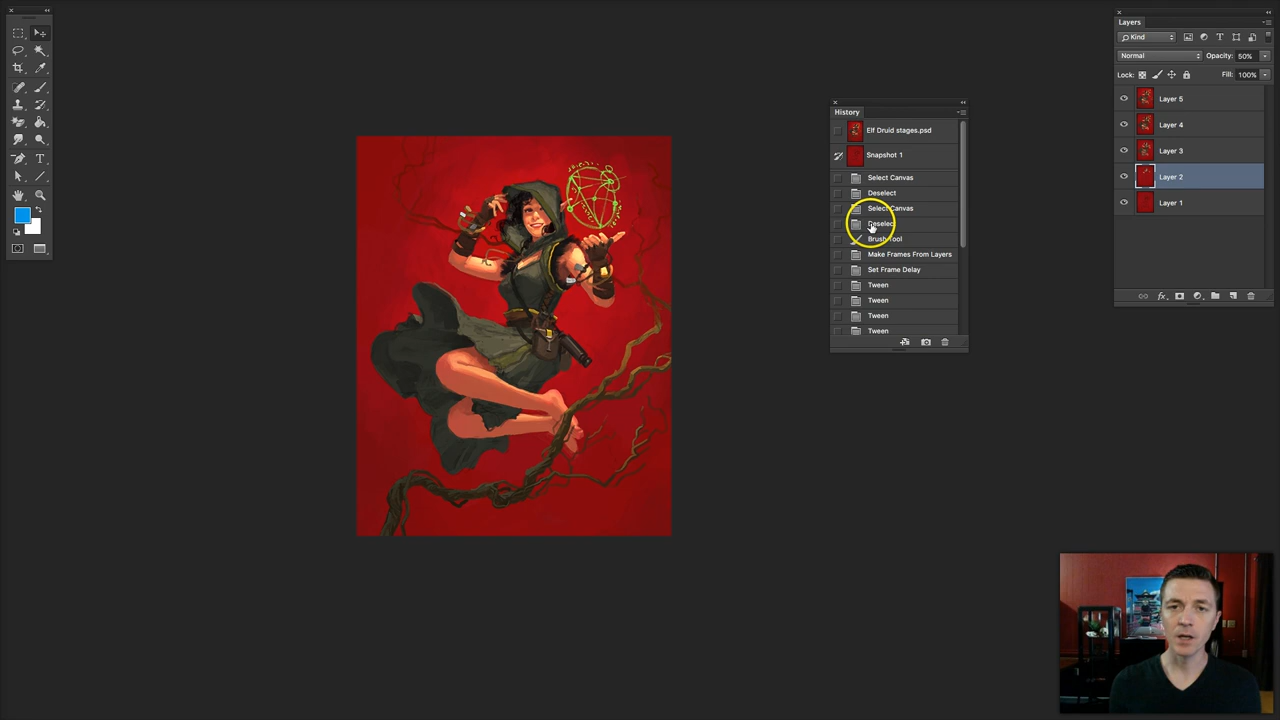 Layers
Kind
Normal
Opacity: 50%
Lock:
Fill: 100%
Layer 5
Layer 4
Layer 3
Layer 2
Layer 1
History
Elf Druid stages.psd
Snapshot 1
Select Canvas
Deselect
Select Canvas
Deselect
Brush Tool
Make Frames From Layers
Set Frame Delay
Tween
Tween
Tween
Tween